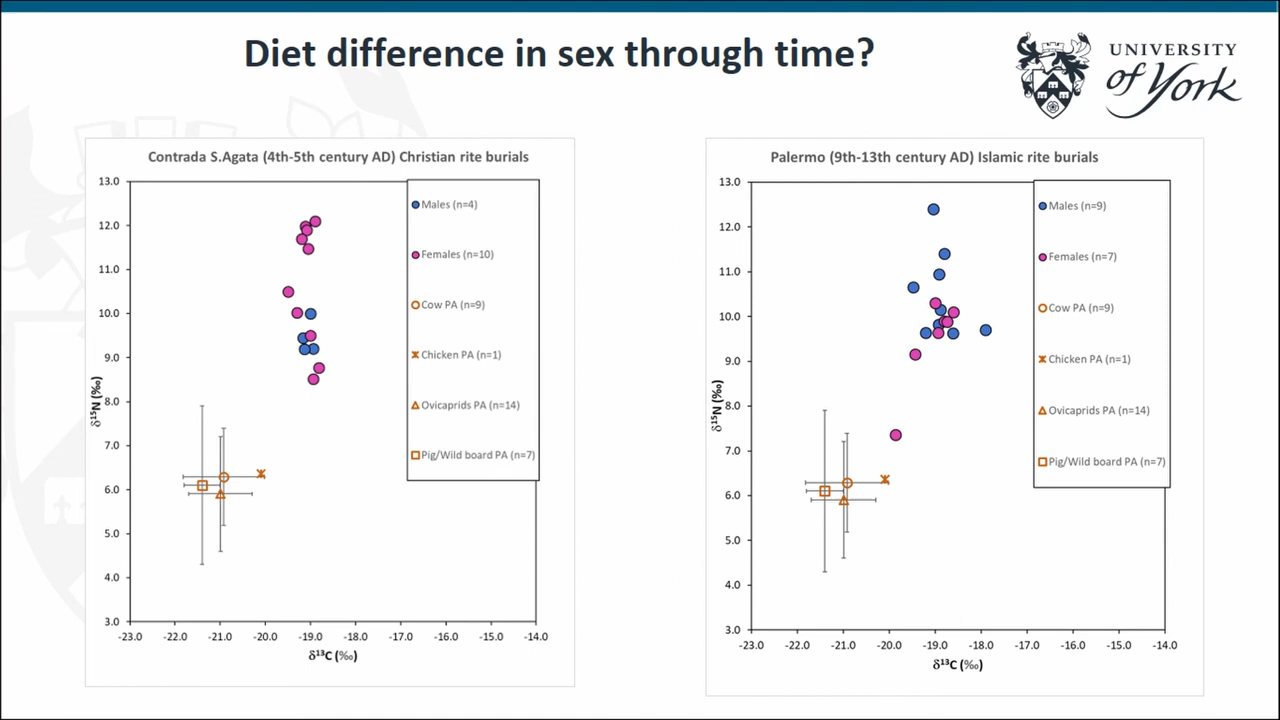 Diet difference in sex through time?
UNIVERSITY
of York
Contrada S.Agata (4th-5th century AD) Christian rite burials
13.0
12.0
11.0
10.0
9.0
8.0
7.0
6.0
5.0
4.0
3.0
δ¹⁵N (‰)
Males (n=4)
Females (n=10)
Cow PA (n=9)
Chicken PA (n=1)
Ovicaprids PA (n=14)
Pig/Wild board PA (n=7)
-23.0 -22.0 -21.0 -20.0 -19.0 -18.0 -17.0 -16.0 -15.0 -14.0
δ¹³C (‰)
Palermo (9th-13th century AD) Islamic rite burials
13.0
12.0
11.0
10.0
9.0
8.0
7.0
6.0
5.0
4.0
3.0
δ¹⁵N (‰)
Males (n=9)
Females (n=7)
Cow PA (n=9)
Chicken PA (n=1)
Ovicaprids PA (n=14)
Pig/Wild board PA (n=7)
-23.0 -22.0 -21.0 -20.0 -19.0 -18.0 -17.0 -16.0 -15.0 -14.0
δ¹³C (‰)